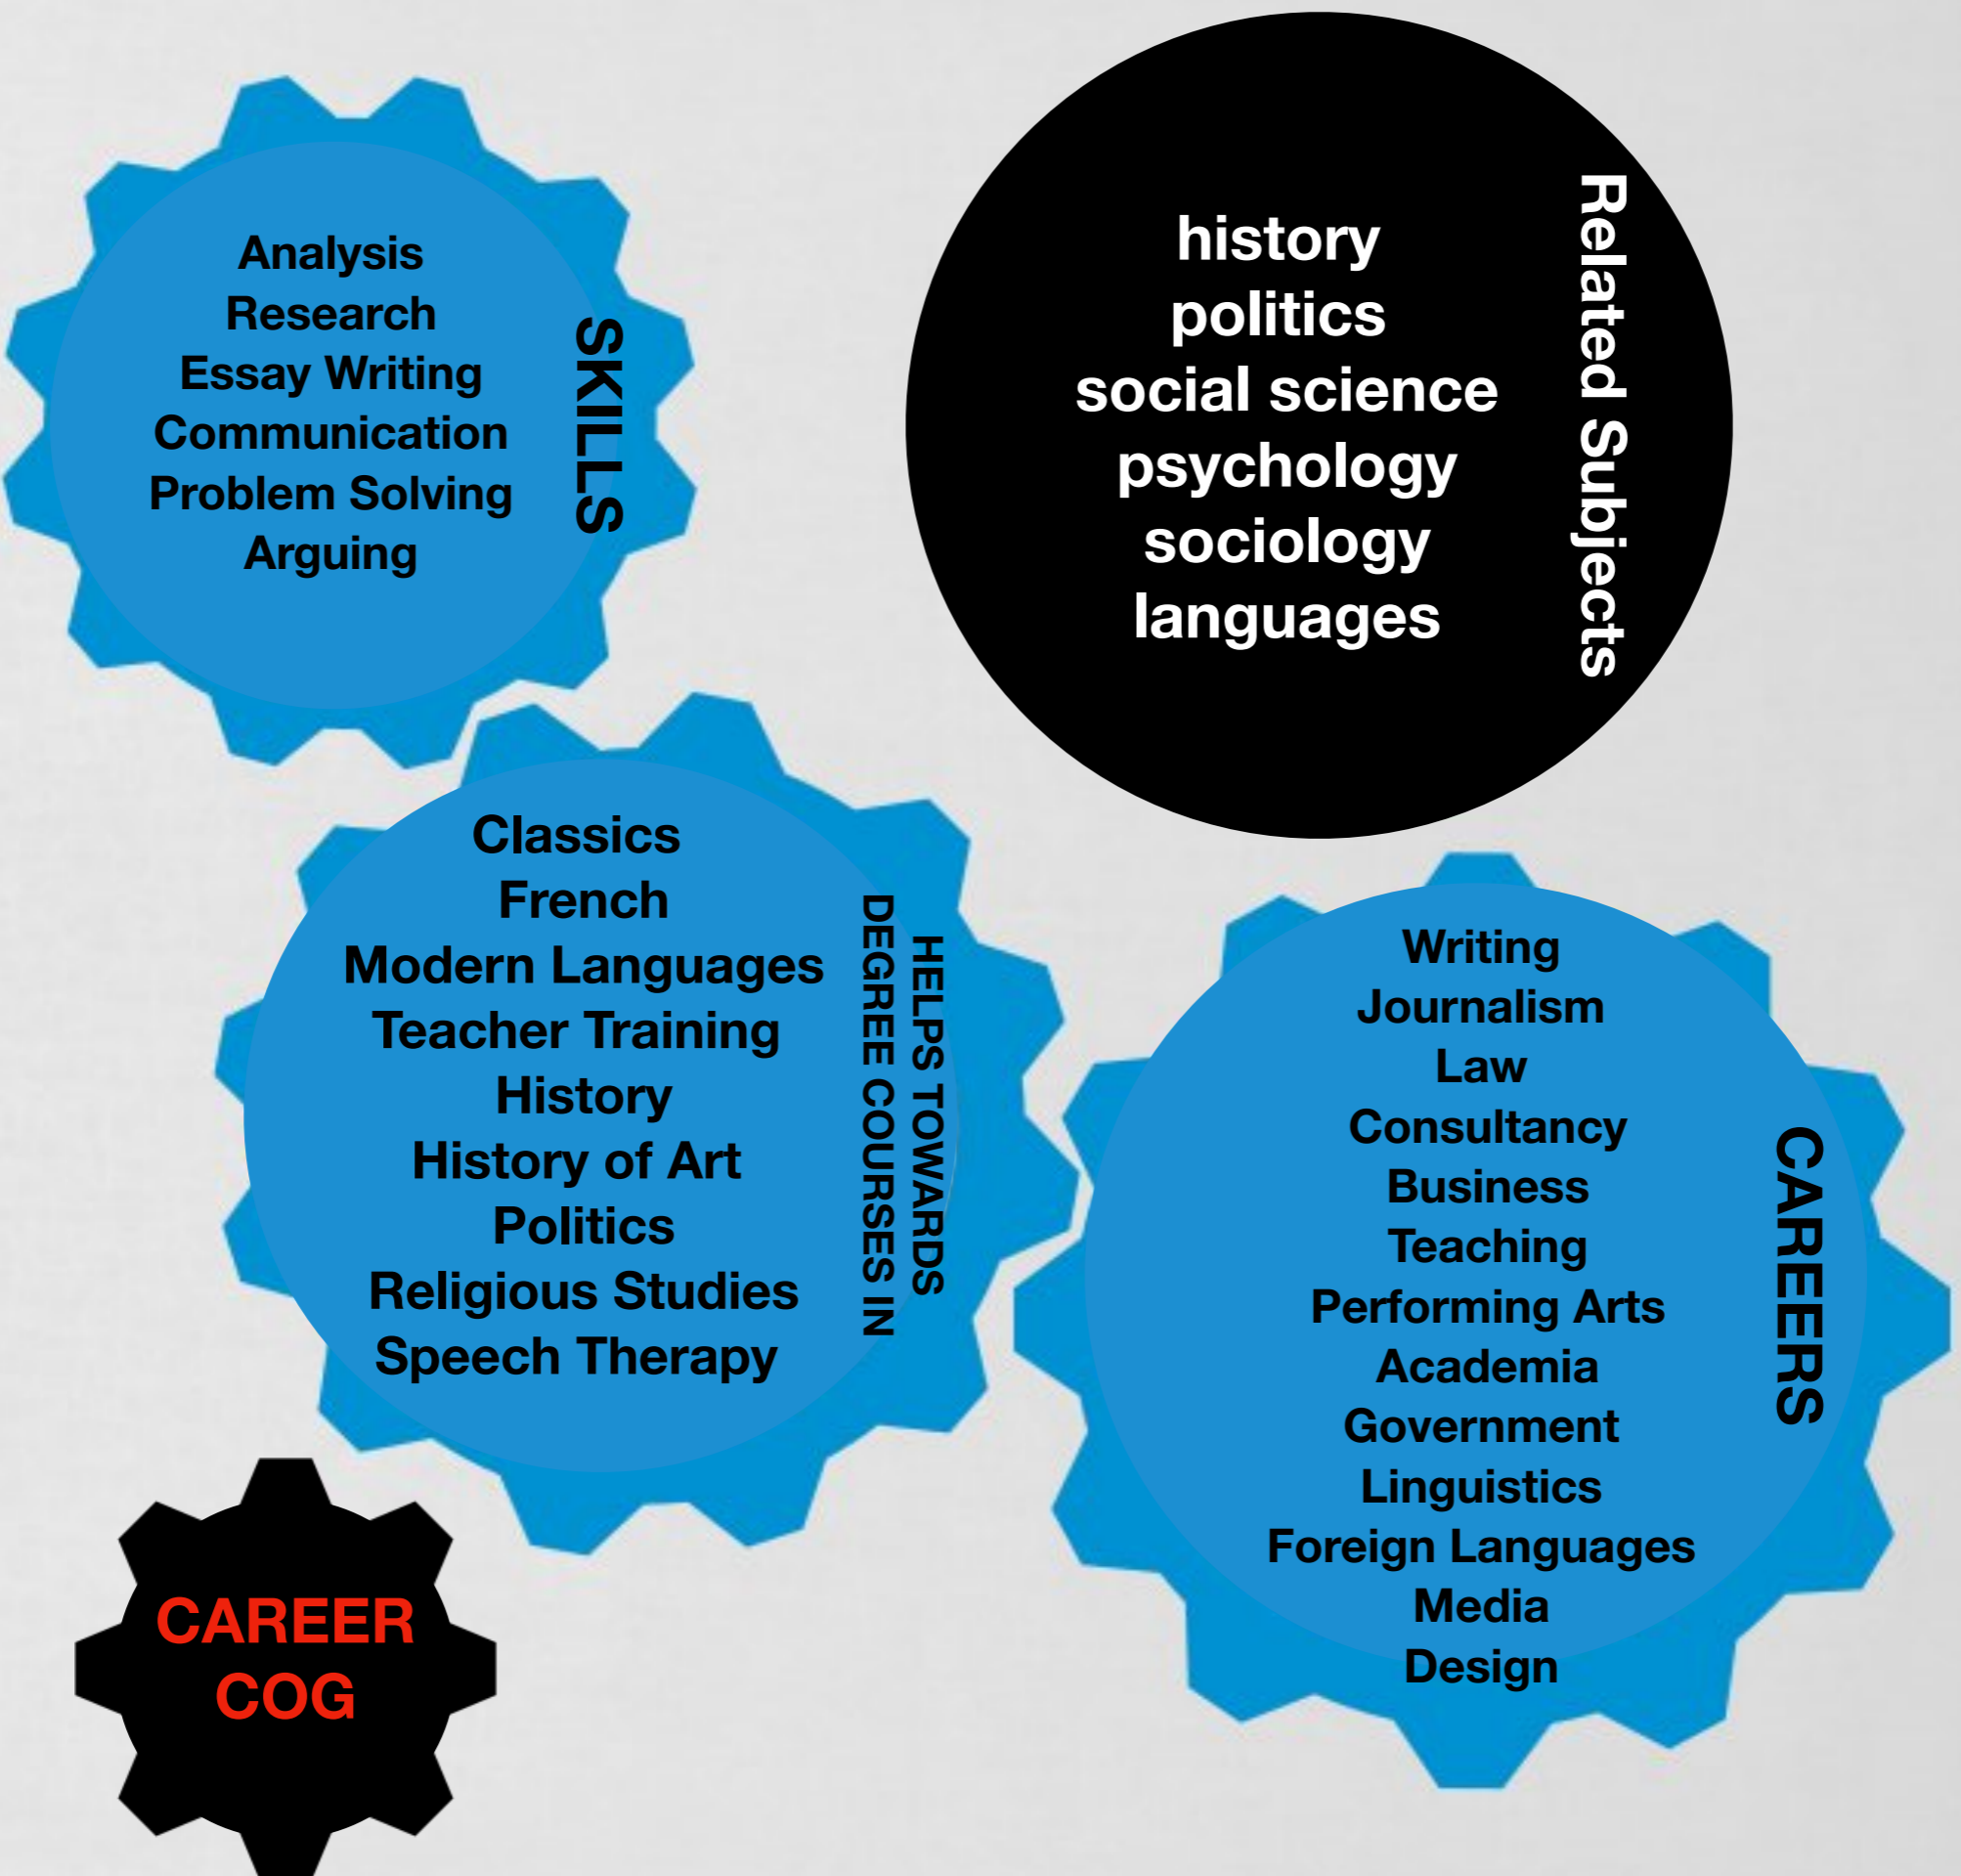 Analysis
Research
Essay Writing
Communication
Problem Solving
Arguing
SKILLS
history
politics
social science
psychology
sociology
languages
Related Subjects
Classics
French
Modern Languages
Teacher Training
History
History of Art
Politics
Religious Studies
Speech Therapy
HELPS TOWARDS
DEGREE COURSES IN
Writing
Journalism
Law
Consultancy
Business
Teaching
Performing Arts
Academia
Government
Linguistics
Foreign Languages
Media
Design
CAREERS
CAREER
COG